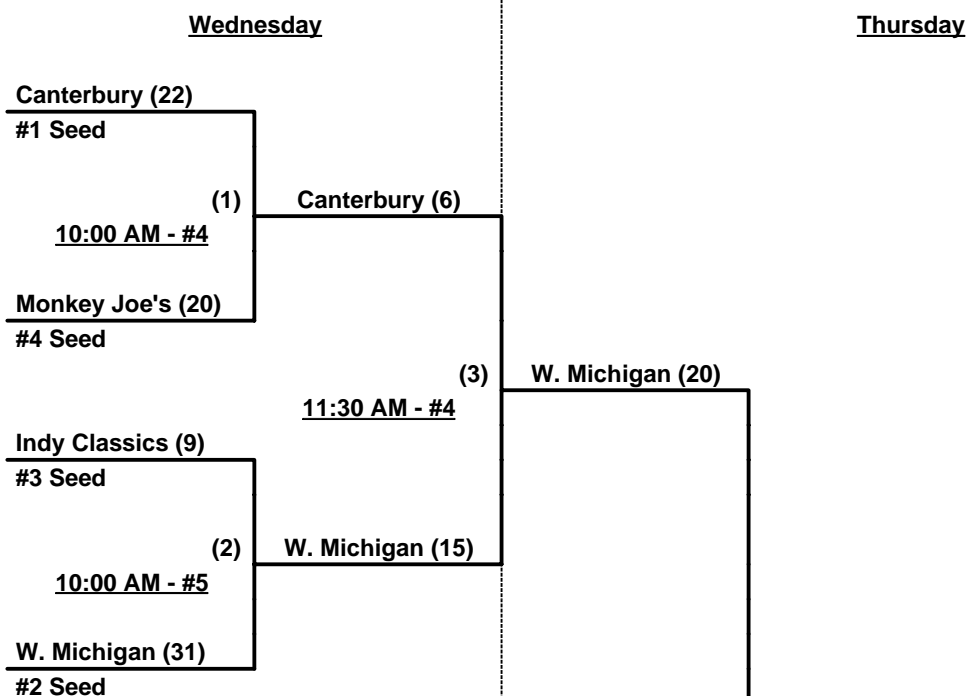 Wednesday
Thursday
Canterbury (22)
#1 Seed
(1)
Canterbury (6)
10:00 AM - #4
Monkey Joe's (20)
#4 Seed
(3)
W. Michigan (20)
11:30 AM - #4
Indy Classics (9)
#3 Seed
(2)
W. Michigan (15)
10:00 AM - #5
W. Michigan (31)
#2 Seed